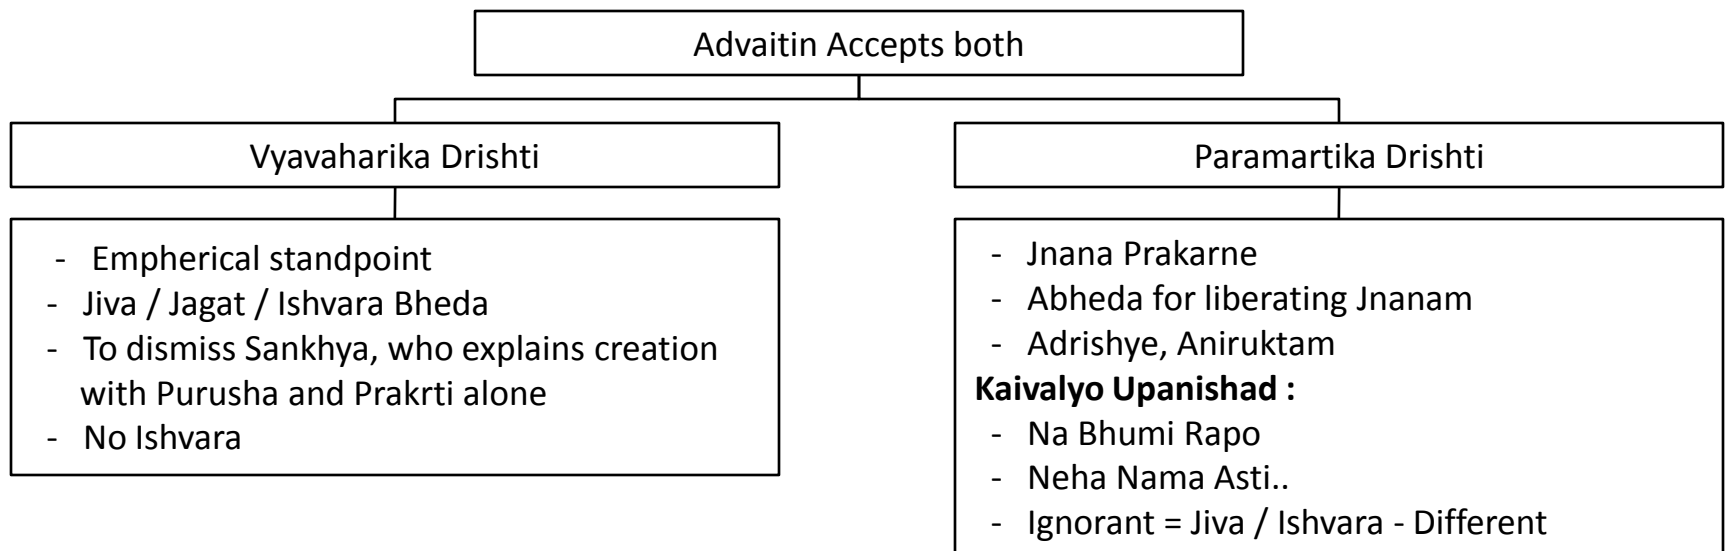 Advaitin Accepts both
Vyavaharika Drishti
- Empherical standpoint
- Jiva / Jagat / Ishvara Bheda
- To dismiss Sankhya, who explains creation
with Purusha and Prakrti alone
- No Ishvara
Paramartika Drishti
- Jnana Prakarne
- Abheda for liberating Jnanam
- Adrishye, Aniruktam
Kaivalyo Upanishad :
- Na Bhumi Rapo
- Neha Nama Asti..
- Ignorant = Jiva / Ishvara - Different